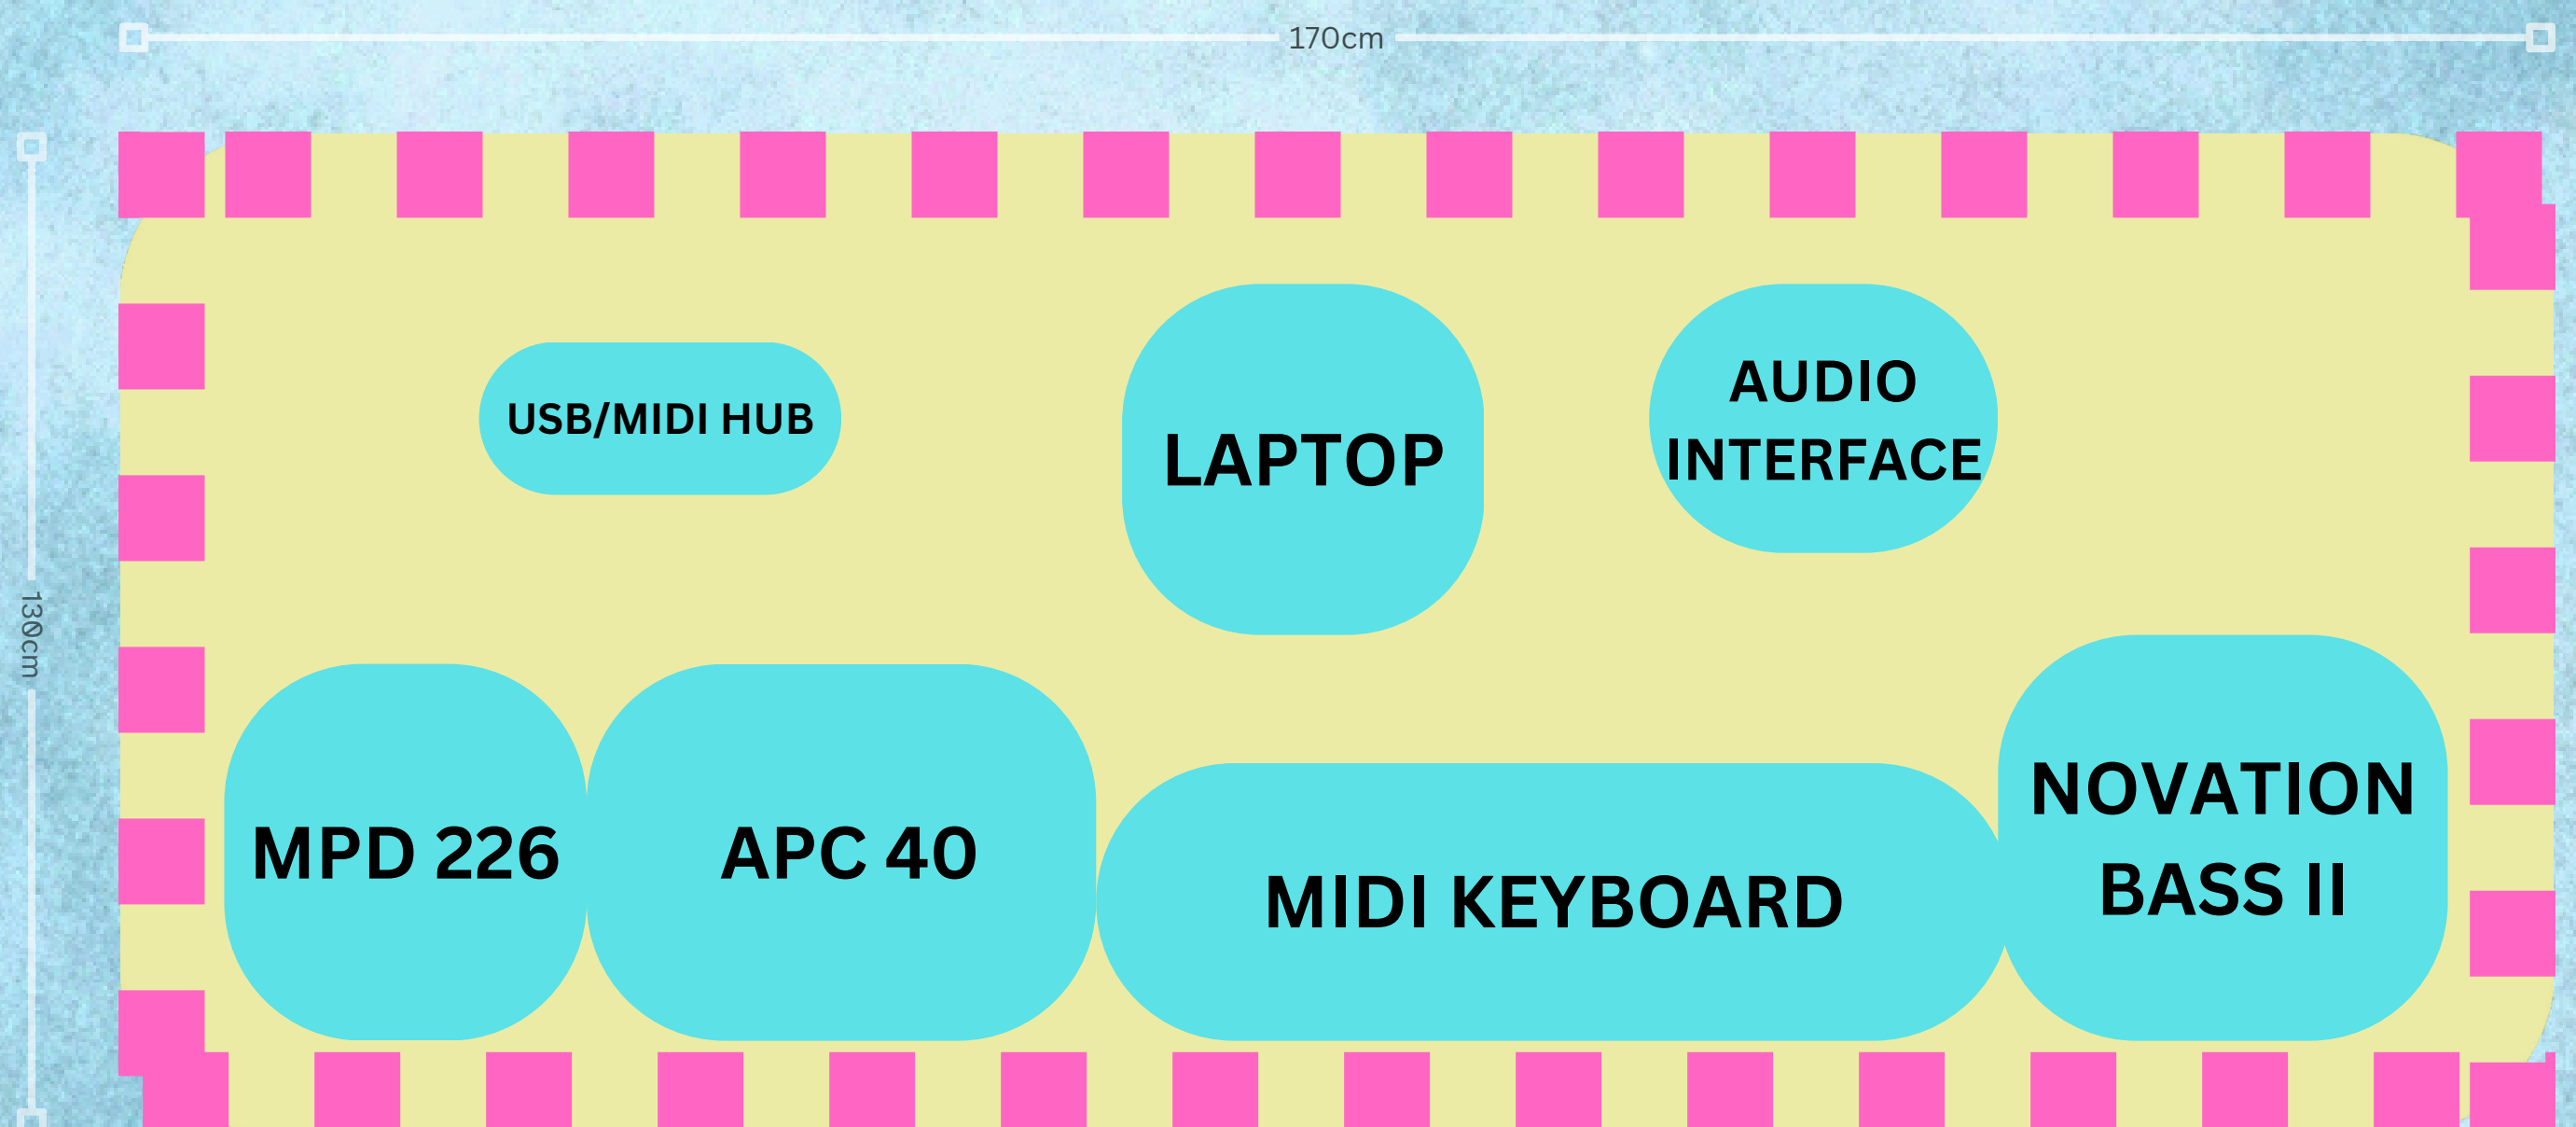 170cm
130cm
USB/MIDI HUB
LAPTOP
AUDIO
INTERFACE
MPD 226
APC 40
MIDI KEYBOARD
NOVATION
BASS II